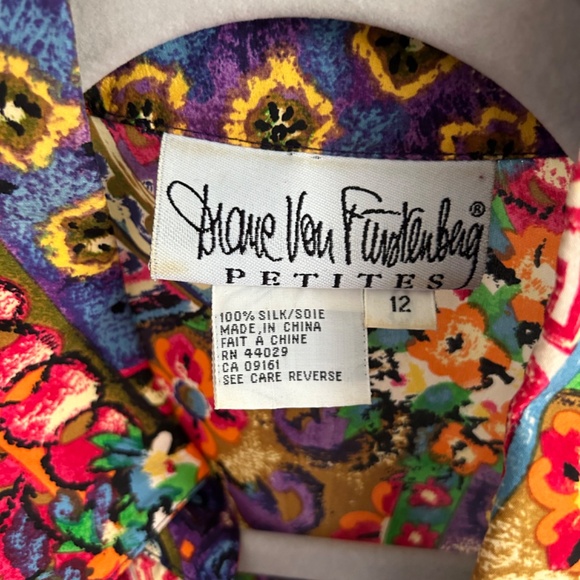 Diane Von Furstenberg®
PETITES
12
100% SILK/SOIE
MADE,IN CHINA
FAIT A CHINE
RN 44029
CA 09161
SEE CARE REVERSE